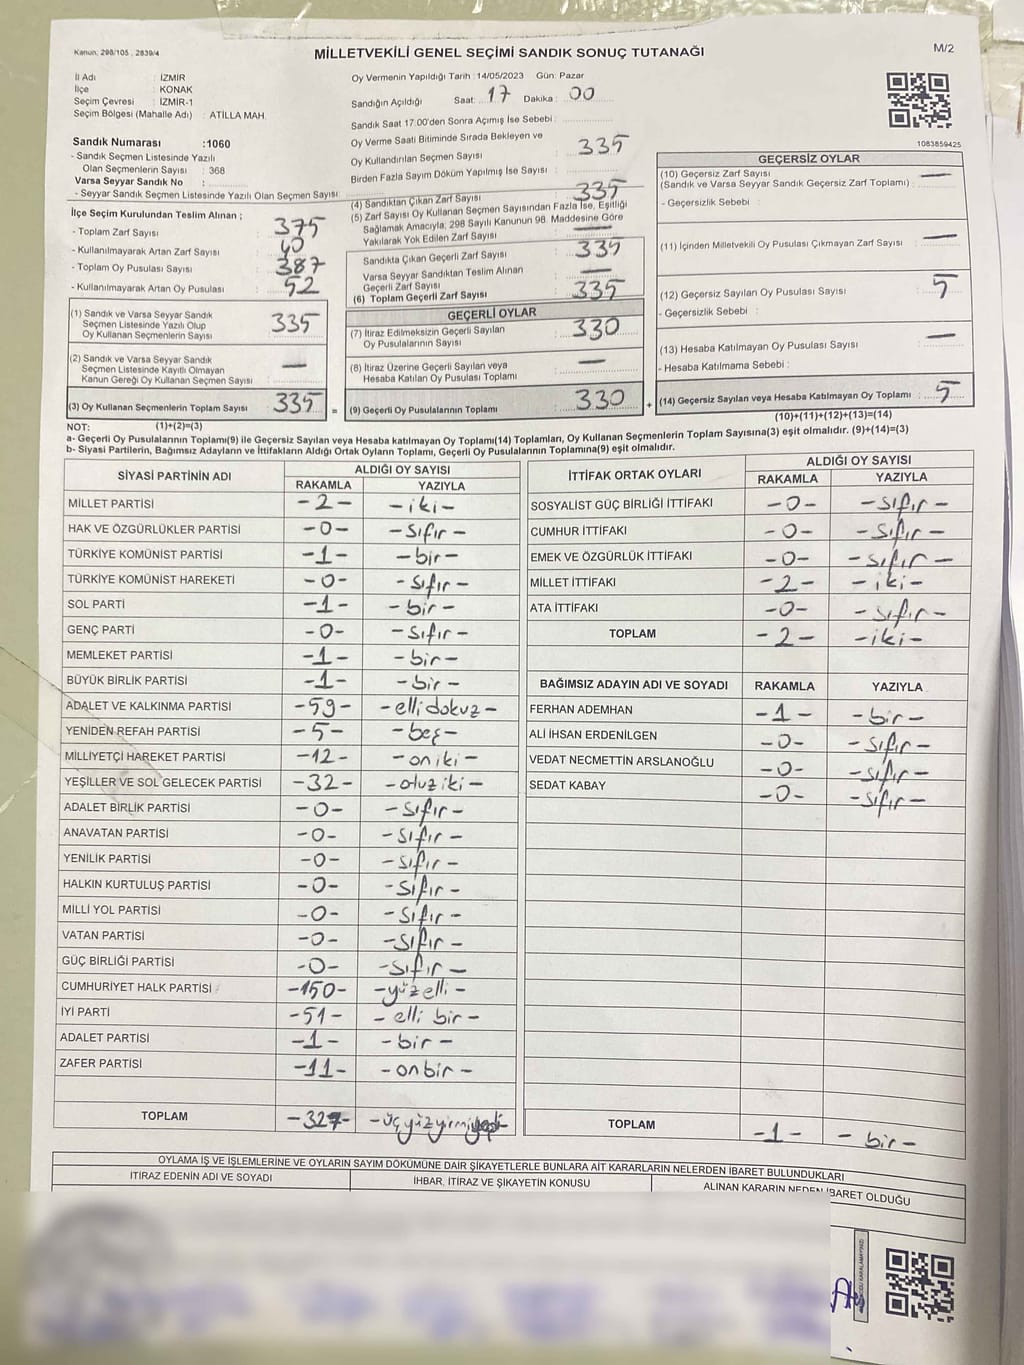 Kanun: 298/105 , 2839/4
MİLLETVEKİLİ GENEL SEÇİMİ SANDIK SONUÇ TUTANAĞI
M/2
İl Adı : İZMİR
İlçe : KONAK
Seçim Çevresi : İZMİR-1
Seçim Bölgesi (Mahalle Adı) : ATİLLA MAH.
Sandık Numarası :1060
- Sandık Seçmen Listesinde Yazılı
Olan Seçmenlerin Sayısı : 368
Varsa Seyyar Sandık No :
- Seyyar Sandık Seçmen Listesinde Yazılı Olan Seçmen Sayısı
Oy Vermenin Yapıldığı Tarih : 14/05/2023 Gün: Pazar
Sandığın Açıldığı Saat: 17 Dakika: 00
Sandık Saat 17:00'den Sonra Açımış İse Sebebi :
Oy Verme Saati Bitiminde Sırada Bekleyen ve
Oy Kullandırılan Seçmen Sayısı : 335
Birden Fazla Sayım Döküm Yapılmış İse Sayısı :
1083859425
İlçe Seçim Kurulundan Teslim Alınan ;
- Toplam Zarf Sayısı : 375
- Kullanılmayarak Artan Zarf Sayısı : 40
- Toplam Oy Pusulası Sayısı : 387
- Kullanılmayarak Artan Oy Pusulası : 52
(1) Sandık ve Varsa Seyyar Sandık
Seçmen Listesinde Yazılı Olup
Oy Kullanan Seçmenlerin Sayısı : 335
(2) Sandık ve Varsa Seyyar Sandık
Seçmen Listesinde Kayıtlı Olmayan
Kanun Gereği Oy Kullanan Seçmen Sayısı : —
(3) Oy Kullanan Seçmenlerin Toplam Sayısı : 335 =
(4) Sandıktan Çıkan Zarf Sayısı : 335
(5) Zarf Sayısı Oy Kullanan Seçmen Sayısından Fazla İse, Eşitliği
Sağlamak Amacıyla; 298 Sayılı Kanunun 98. Maddesine Göre
Yakılarak Yok Edilen Zarf Sayısı : —
Sandıkta Çıkan Geçerli Zarf Sayısı : 335
Varsa Seyyar Sandıktan Teslim Alınan
Geçerli Zarf Sayısı : —
(6) Toplam Geçerli Zarf Sayısı : 335
GEÇERLİ OYLAR
(7) İtiraz Edilmeksizin Geçerli Sayılan
Oy Pusulalarının Sayısı : 330
(8) İtiraz Üzerine Geçerli Sayılan veya
Hesaba Katılan Oy Pusulası Toplamı : —
(9) Geçerli Oy Pusulalarının Toplamı : 330 +
GEÇERSİZ OYLAR
(10) Geçersiz Zarf Sayısı
(Sandık ve Varsa Seyyar Sandık Geçersiz Zarf Toplamı) : —
- Geçersizlik Sebebi :
(11) İçinden Milletvekili Oy Pusulası Çıkmayan Zarf Sayısı : —
(12) Geçersiz Sayılan Oy Pusulası Sayısı : 5
- Geçersizlik Sebebi :
(13) Hesaba Katılmayan Oy Pusulası Sayısı : —
- Hesaba Katılmama Sebebi :
(14) Geçersiz Sayılan veya Hesaba Katılmayan Oy Toplamı : 5
NOT: (1)+(2)=(3)
(10)+(11)+(12)+(13)=(14)
a- Geçerli Oy Pusulalarının Toplamı(9) ile Geçersiz Sayılan veya Hesaba katılmayan Oy Toplamı(14) Toplamları, Oy Kullanan Seçmenlerin Toplam Sayısına(3) eşit olmalıdır. (9)+(14)=(3)
b- Siyasi Partilerin, Bağımsız Adayların ve İttifakların Aldığı Ortak Oyların Toplamı, Geçerli Oy Pusulalarının Toplamına(9) eşit olmalıdır.
SİYASİ PARTİNİN ADI ALDIĞI OY SAYISI
RAKAMLA YAZIYLA
MİLLET PARTİSİ -2- -iki-
HAK VE ÖZGÜRLÜKLER PARTİSİ -0- -sıfır-
TÜRKİYE KOMÜNİST PARTİSİ -1- -bir-
TÜRKİYE KOMÜNİST HAREKETİ -0- -sıfır-
SOL PARTİ -1- -bir-
GENÇ PARTİ -0- -sıfır-
MEMLEKET PARTİSİ -1- -bir-
BÜYÜK BİRLİK PARTİSİ -1- -bir-
ADALET VE KALKINMA PARTİSİ -59- -elli dokuz-
YENİDEN REFAH PARTİSİ -5- -beş-
MİLLİYETÇİ HAREKET PARTİSİ -12- -on iki-
YEŞİLLER VE SOL GELECEK PARTİSİ -32- -otuz iki-
ADALET BİRLİK PARTİSİ -0- -sıfır-
ANAVATAN PARTİSİ -0- -sıfır-
YENİLİK PARTİSİ -0- -sıfır-
HALKIN KURTULUŞ PARTİSİ -0- -sıfır-
MİLLİ YOL PARTİSİ -0- -sıfır-
VATAN PARTİSİ -0- -sıfır-
GÜÇ BİRLİĞİ PARTİSİ -0- -sıfır-
CUMHURİYET HALK PARTİSİ -150- -yüz elli-
İYİ PARTİ -51- -elli bir-
ADALET PARTİSİ -1- -bir-
ZAFER PARTİSİ -11- -onbir-
TOPLAM -327- -üçyüzyirmiyedi-
İTTİFAK ORTAK OYLARI ALDIĞI OY SAYISI
RAKAMLA YAZIYLA
SOSYALİST GÜÇ BİRLİĞİ İTTİFAKI -0- -sıfır-
CUMHUR İTTİFAKI -0- -sıfır-
EMEK VE ÖZGÜRLÜK İTTİFAKI -0- -sıfır-
MİLLET İTTİFAKI -2- -iki-
ATA İTTİFAKI -0- -sıfır-
TOPLAM -2- -iki-
BAĞIMSIZ ADAYIN ADI VE SOYADI RAKAMLA YAZIYLA
FERHAN ADEMHAN -1- -bir-
ALİ İHSAN ERDENİLGEN -0- -sıfır-
VEDAT NECMETTİN ARSLANOĞLU -0- -sıfır-
SEDAT KABAY -0- -sıfır-
TOPLAM -1- -bir-
OYLAMA İŞ VE İŞLEMLERİNE VE OYLARIN SAYIM DÖKÜMÜNE DAİR ŞİKAYETLERLE BUNLARA AİT KARARLARIN NELERDEN İBARET BULUNDUKLARI
İTİRAZ EDENİN ADI VE SOYADI İHBAR, İTİRAZ VE ŞİKAYETİN KONUSU ALINAN KARARIN NEDEN İBARET OLDUĞU